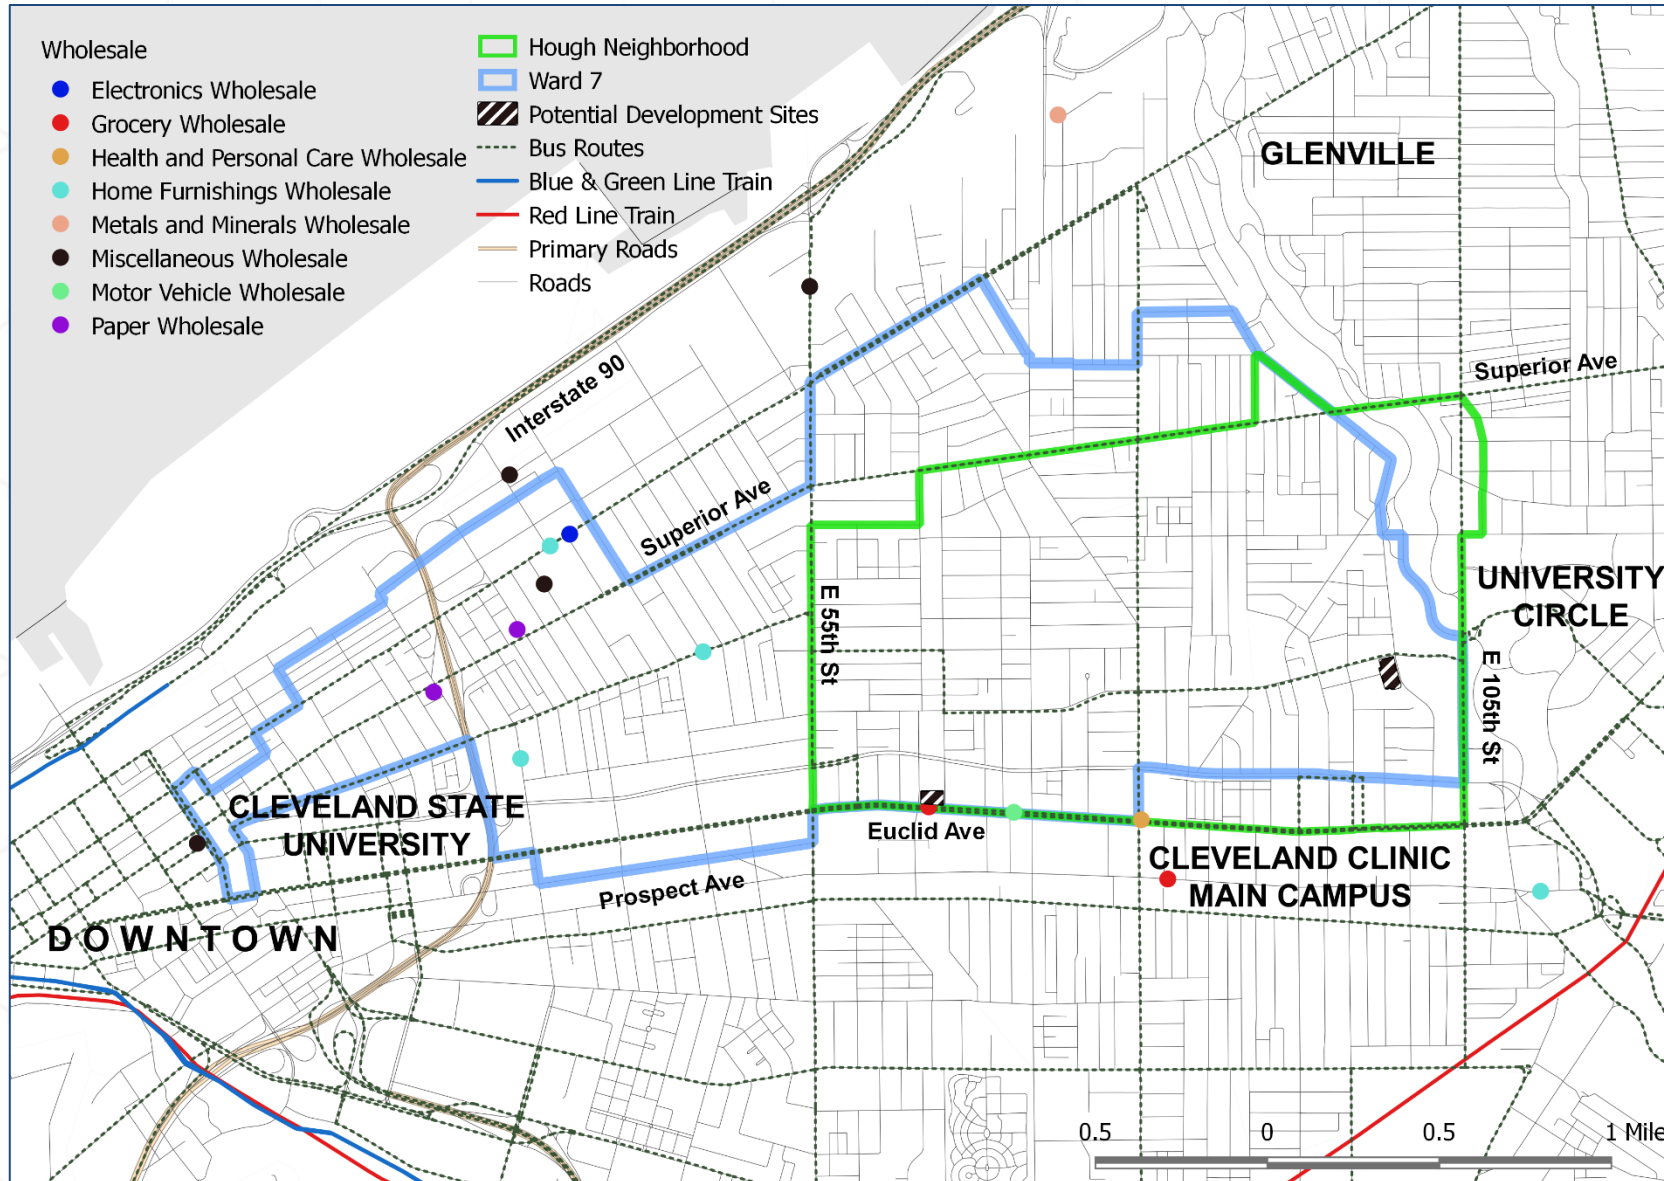 Wholesale
Electronics Wholesale
Grocery Wholesale
Health and Personal Care Wholesale
Home Furnishings Wholesale
Metals and Minerals Wholesale
Miscellaneous Wholesale
Motor Vehicle Wholesale
Paper Wholesale
Hough Neighborhood
Ward 7
Potential Development Sites
Bus Routes
Blue & Green Line Train
Red Line Train
Primary Roads
Roads
GLENVILLE
Interstate 90
Superior Ave
Superior Ave
E 55th St
UNIVERSITY
CIRCLE
E 105th St
CLEVELAND STATE
UNIVERSITY
Euclid Ave
Prospect Ave
CLEVELAND CLINIC
MAIN CAMPUS
DOWNTOWN
0.5 0 0.5 1 Mile